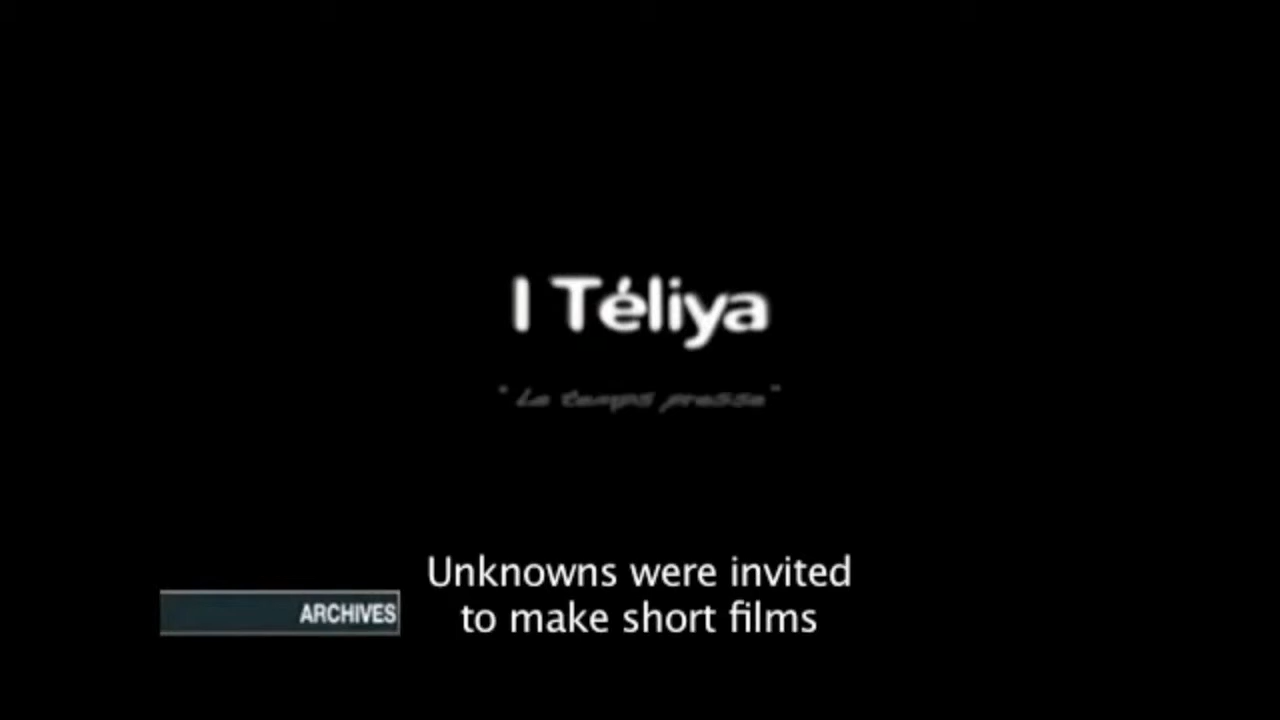 I Téliya
" Le temps presse"
Unknowns were invited
ARCHIVES
to make short films